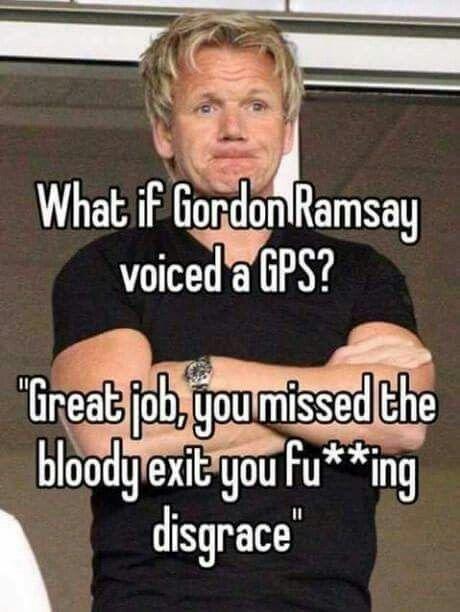 What if Gordon Ramsay
voiced a GPS?
"Great job, you missed the
bloody exit you fu**ing
disgrace"